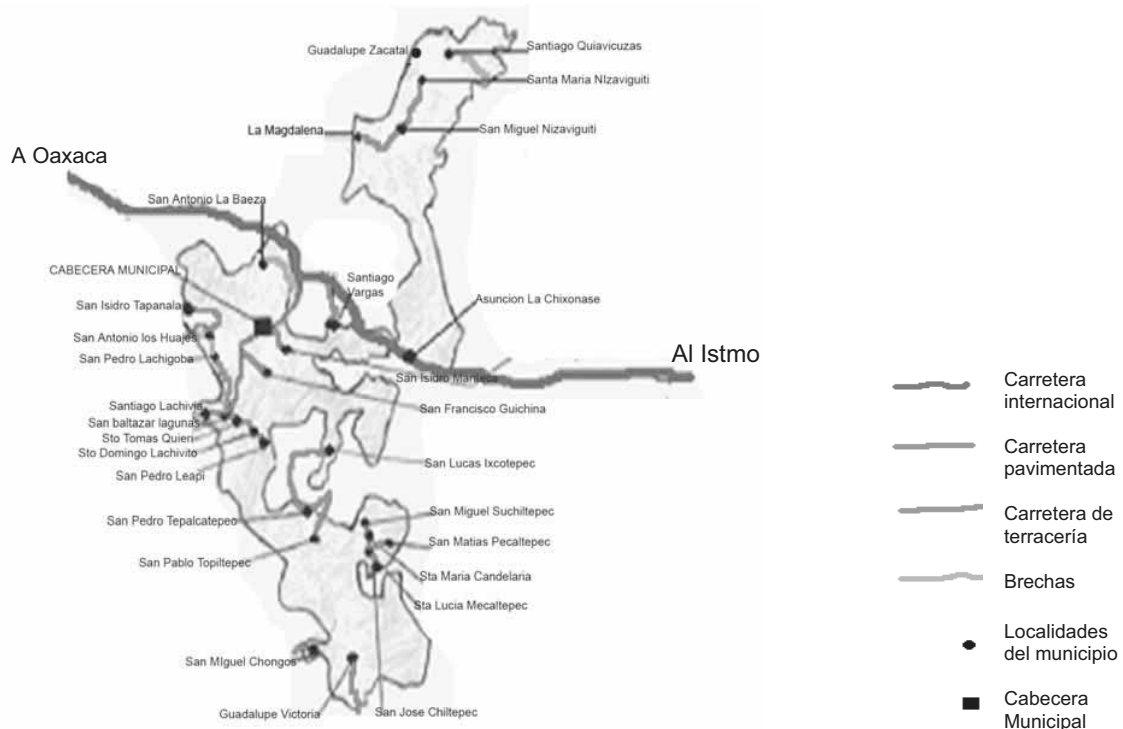 Guadalupe Zacatal
Santiago Quiavicuzas
Santa Maria NIzaviguiti
La Magdalena
San Miguel Nizaviguiti
A Oaxaca
San Antonio La Baeza
CABECERA MUNICIPAL
Santiago
Vargas
Asuncion La Chixonase
San Isidro Tapanala
San Antonio los Huajes
San Pedro Lachigoba
Al Istmo
San Isidro Manteca
San Francisco Guichina
Santiago Lachivia
San baltazar lagunas
Sto Tomas Quieri
Sto Domingo Lachivito
San Pedro Leapi
San Lucas Ixcotepec
San Pedro Tepalcatepec
San Miguel Suchiltepec
San Matias Pecaltepec
San Pablo Topiltepec
Sta Maria Candelaria
Sta Lucia Mecaltepec
San MIguel Chongos
Guadalupe Victoria
San Jose Chiltepec
Carretera
internacional
Carretera
pavimentada
Carretera de
terracería
Brechas
Localidades
del municipio
Cabecera
Municipal